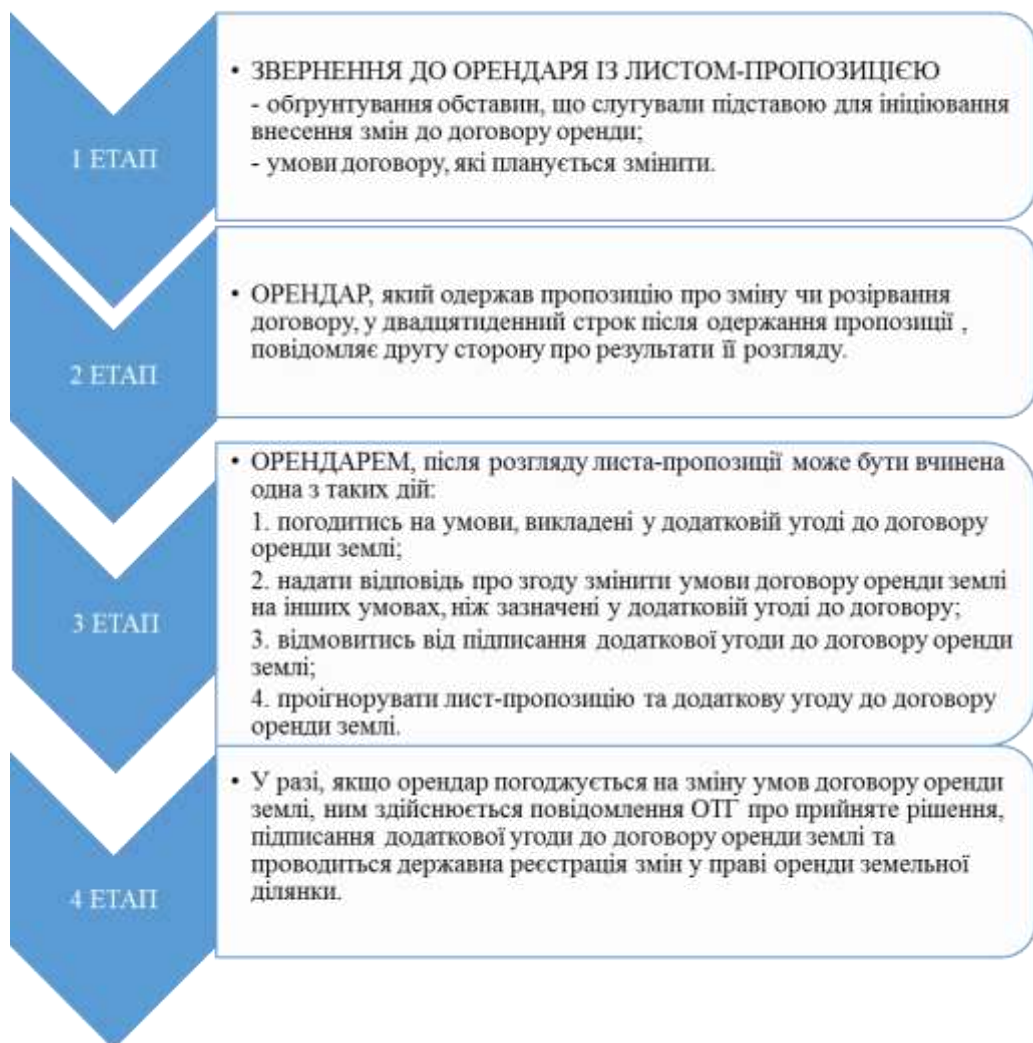 1 ЕТАП
• ЗВЕРНЕННЯ ДО ОРЕНДАРЯ ІЗ ЛИСТОМ-ПРОПОЗИЦІЄЮ
- обґрунтування обставин, що слугували підставою для ініціювання
внесення змін до договору оренди;
- умови договору, які планується змінити.
2 ЕТАП
• ОРЕНДАР, який одержав пропозицію про зміну чи розірвання
договору, у двадцятиденний строк після одержання пропозиції ,
повідомляє другу сторону про результати її розгляду.
3 ЕТАП
• ОРЕНДАРЕМ, після розгляду листа-пропозиції може бути вчинена
одна з таких дій:
1. погодитись на умови, викладені у додатковій угоді до договору
оренди землі;
2. надати відповідь про згоду змінити умови договору оренди землі
на інших умовах, ніж зазначені у додатковій угоді до договору;
3. відмовитись від підписання додаткової угоди до договору оренди
землі;
4. проігнорувати лист-пропозицію та додаткову угоду до договору
оренди землі.
4 ЕТАП
• У разі, якщо орендар погоджується на зміну умов договору оренди
землі, ним здійснюється повідомлення ОТГ про прийняте рішення,
підписання додаткової угоди до договору оренди землі та
проводиться державна реєстрація змін у праві оренди земельної
ділянки.